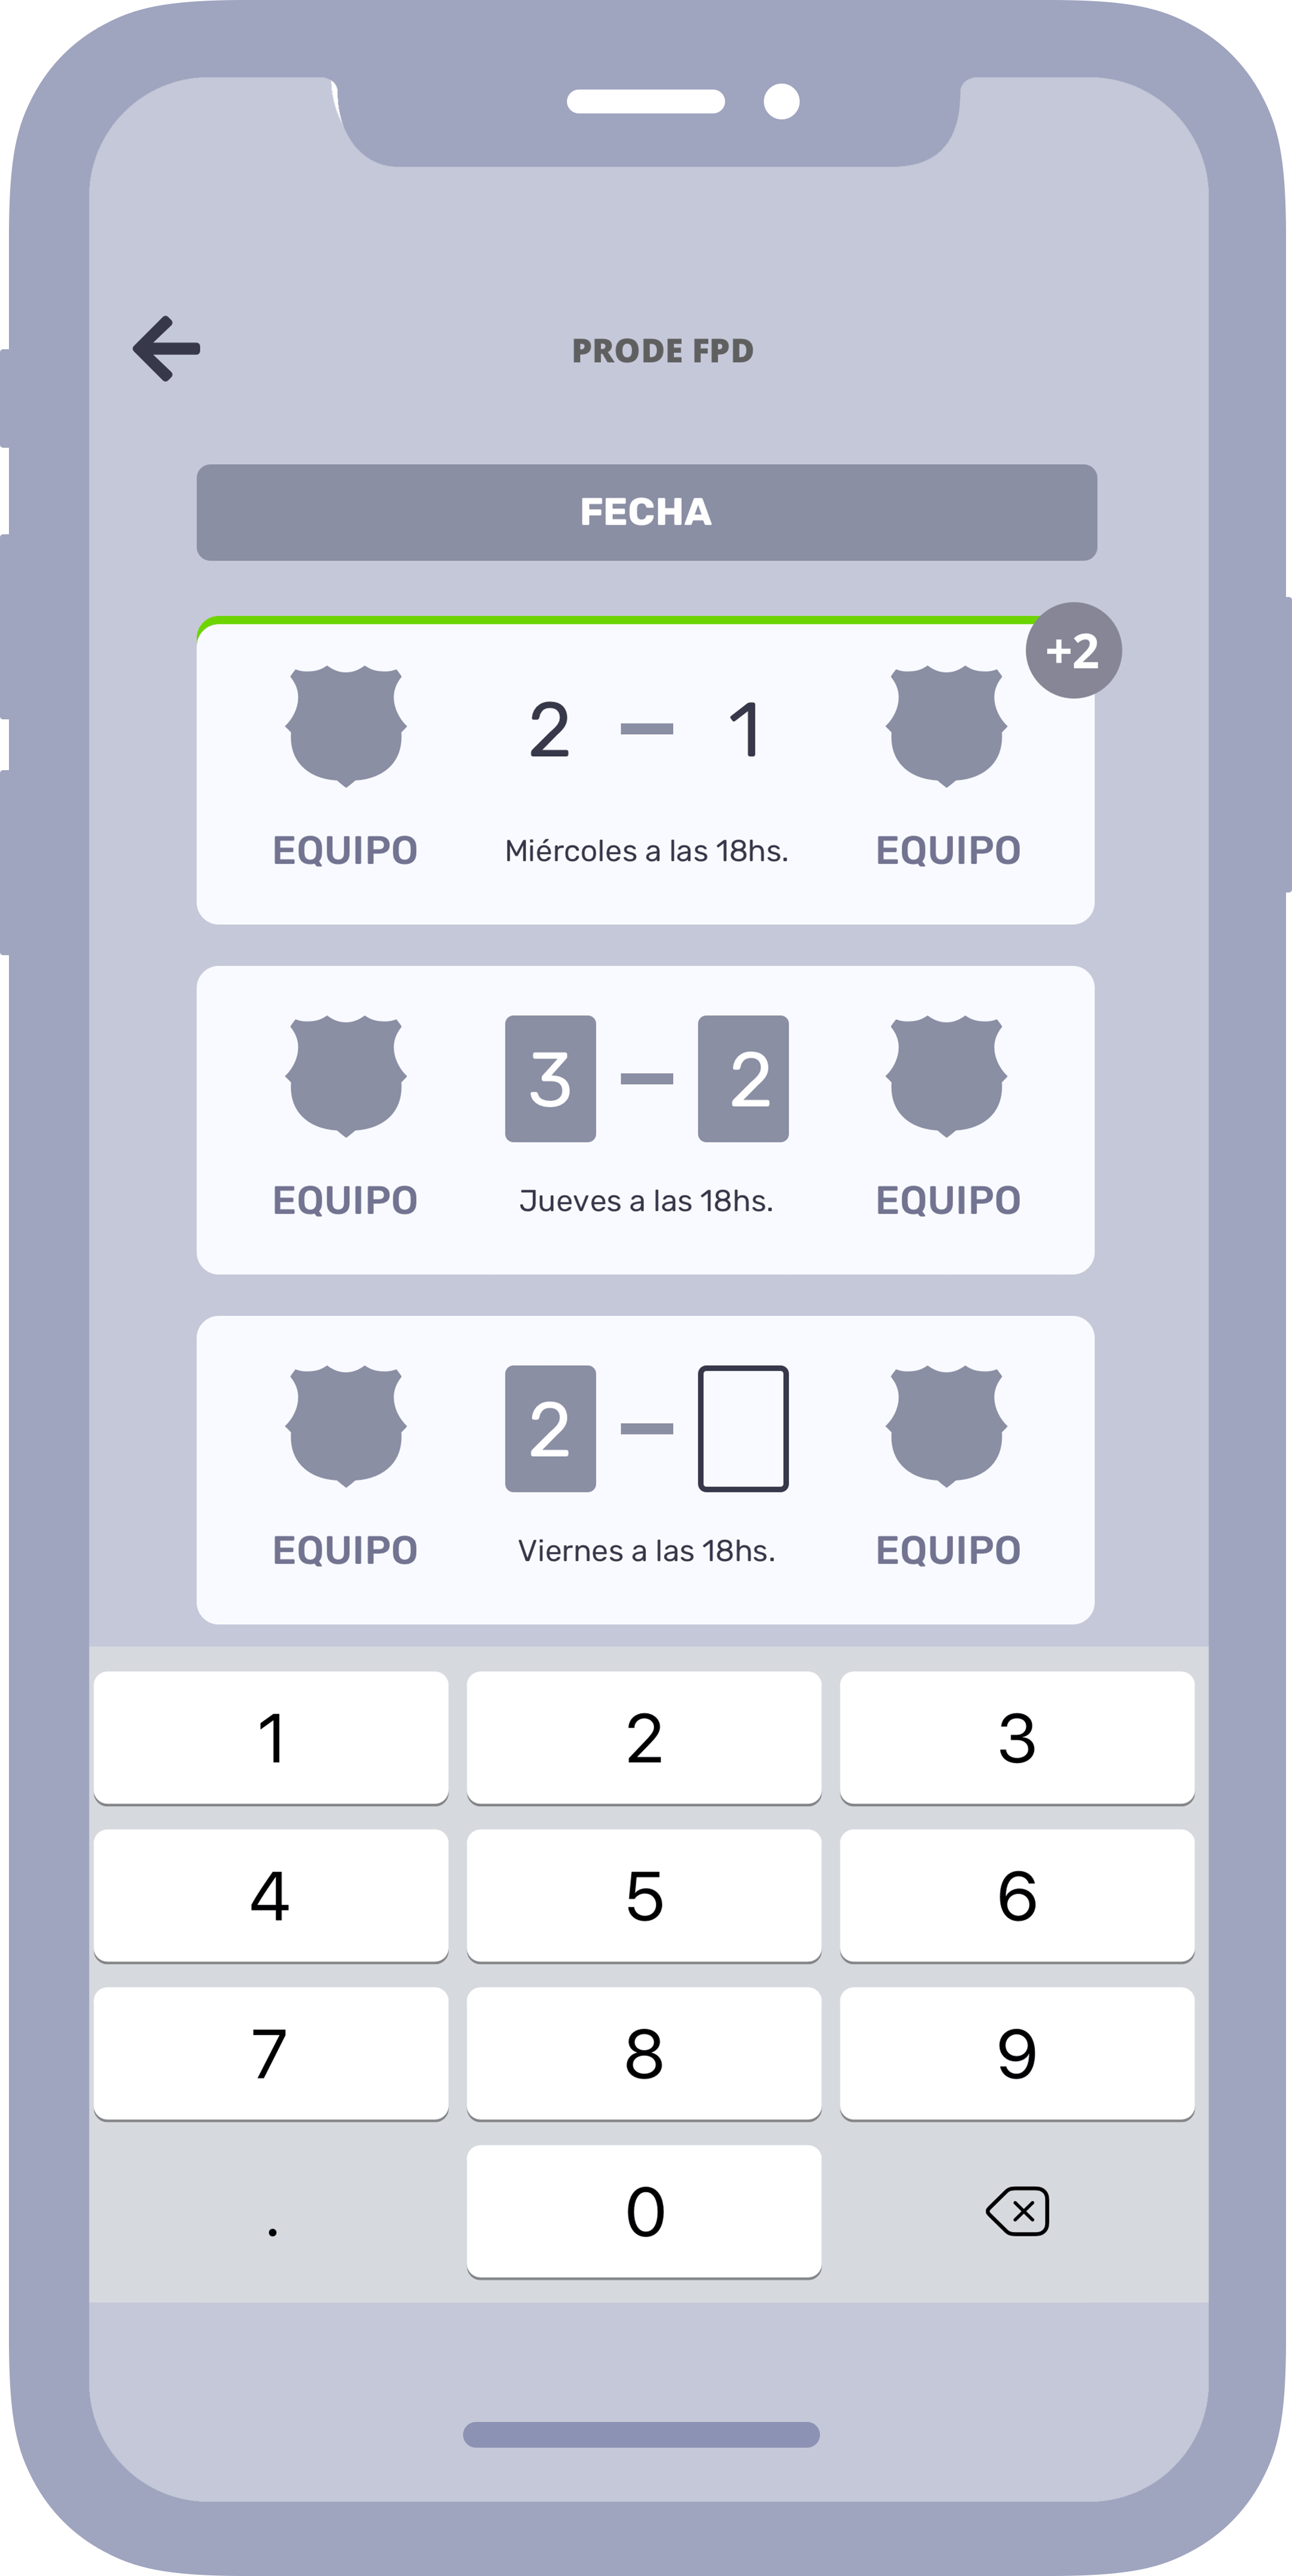 PRODE FPD
FECHA
+2
2 – 1
EQUIPO Miércoles a las 18hs. EQUIPO
3 – 2
EQUIPO Jueves a las 18hs. EQUIPO
2 –
EQUIPO Viernes a las 18hs. EQUIPO
1 2 3
4 5 6
7 8 9
. 0